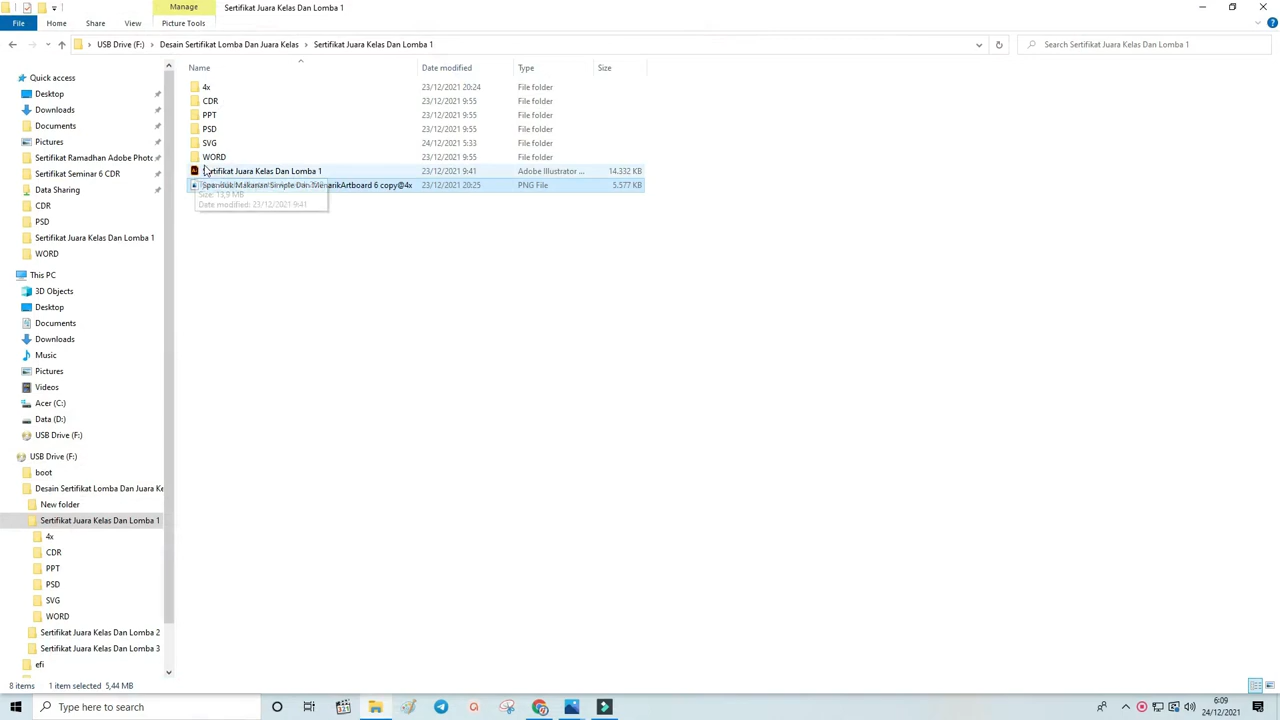 Manage
Sertifikat Juara Kelas Dan Lomba 1
File
Home
Share
View
Picture Tools
USB Drive (F:) › Desain Sertifikat Lomba Dan Juara Kelas › Sertifikat Juara Kelas Dan Lomba 1
Search Sertifikat Juara Kelas Dan Lomba 1
Name Date modified Type Size
4x 23/12/2021 20:24 File folder
CDR 23/12/2021 9:55 File folder
PPT 23/12/2021 9:55 File folder
PSD 23/12/2021 9:55 File folder
SVG 24/12/2021 5:33 File folder
WORD 23/12/2021 9:55 File folder
Sertifikat Juara Kelas Dan Lomba 1 23/12/2021 9:41 Adobe Illustrator ... 14.332 KB
Spanduk Makanan Simple Dan MenarikArtboard 6 copy@4x 23/12/2021 20:25 PNG File 5.577 KB
Size: 13,9 MB
Date modified: 23/12/2021 9:41
Quick access
Desktop
Downloads
Documents
Pictures
Sertifikat Ramadhan Adobe Photo
Sertifikat Seminar 6 CDR
Data Sharing
CDR
PSD
Sertifikat Juara Kelas Dan Lomba 1
WORD
This PC
3D Objects
Desktop
Documents
Downloads
Music
Pictures
Videos
Acer (C:)
Data (D:)
USB Drive (F:)
USB Drive (F:)
boot
Desain Sertifikat Lomba Dan Juara Ke
New folder
Sertifikat Juara Kelas Dan Lomba 1
4x
CDR
PPT
PSD
SVG
WORD
Sertifikat Juara Kelas Dan Lomba 2
Sertifikat Juara Kelas Dan Lomba 3
efi
8 items 1 item selected 5,44 MB
Type here to search
6:09
24/12/2021